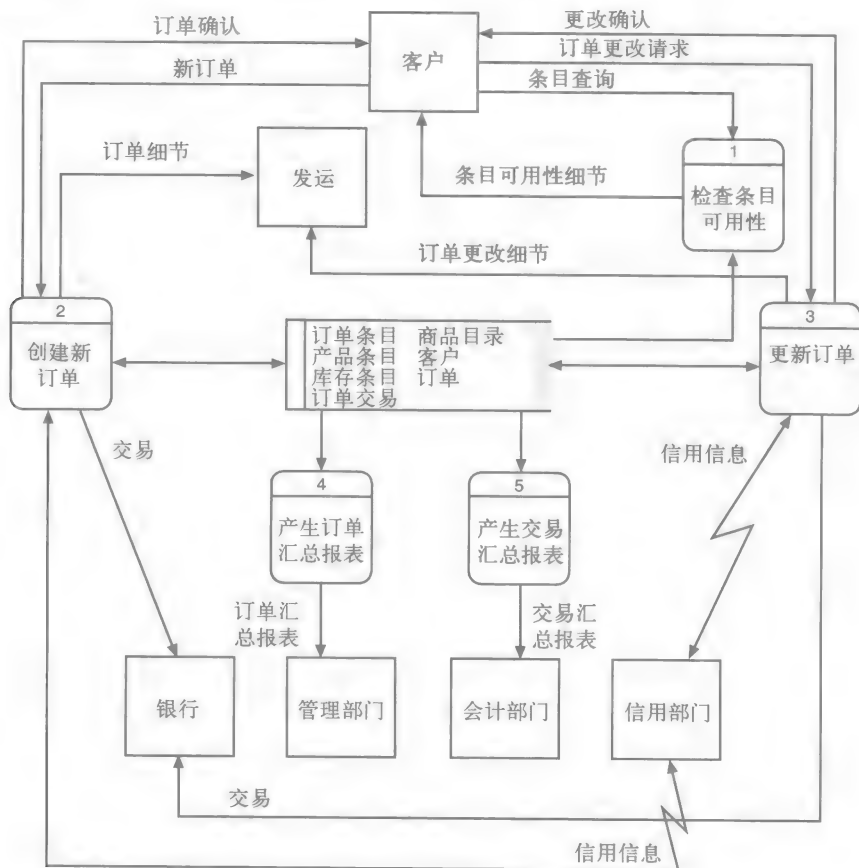 订单确认
更改确认
客户
订单更改请求
新订单
条目查询
订单细节
发运
1
条目可用性细节
检查条目
可用性
订单更改细节
2
创建新
订单
订单条目 商品目录
产品条目 客户
库存条目 订单
订单交易
3
更新订单
交易
信用信息
4
产生订单
汇总报表
5
产生交易
汇总报表
订单汇
总报表
交易汇
总报表
银行
管理部门
会计部门
信用部门
交易
信用信息